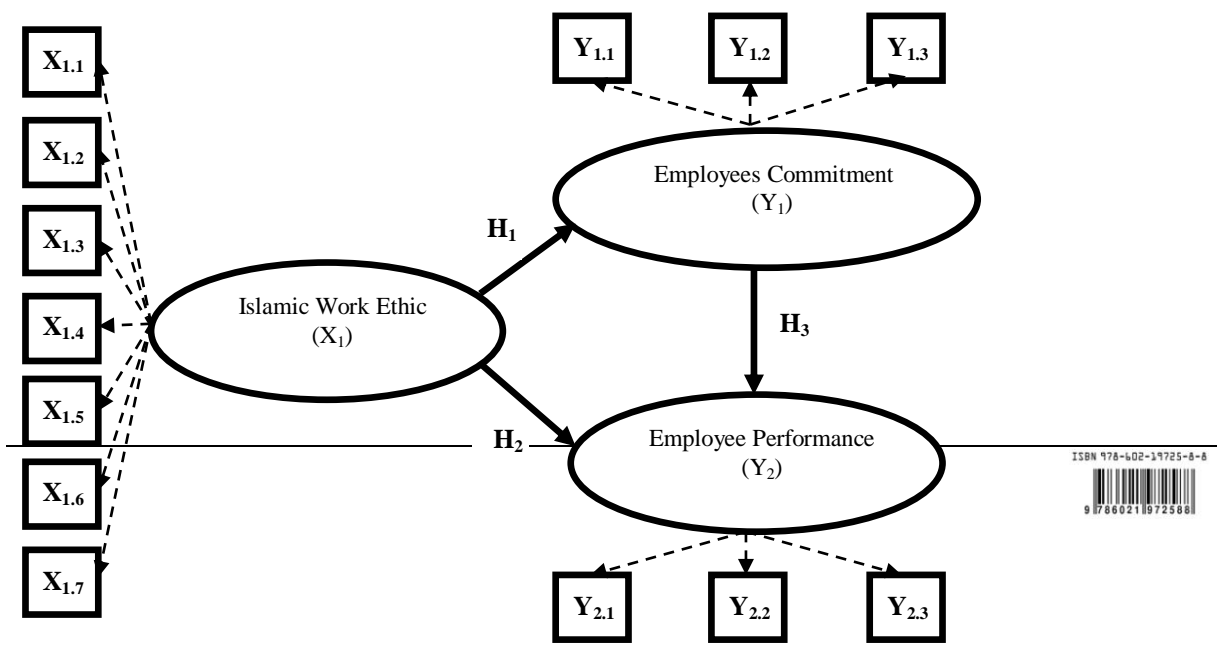 X1.1
X1.2
X1.3
X1.4
X1.5
X1.6
X1.7
Y1.1
Y1.2
Y1.3
Employees Commitment
(Y1)
H1
Islamic Work Ethic
(X1)
H3
H2
Employee Performance
(Y2)
Y2.1
Y2.2
Y2.3
ISBN 978-602-19725-8-8
9 786021 972588